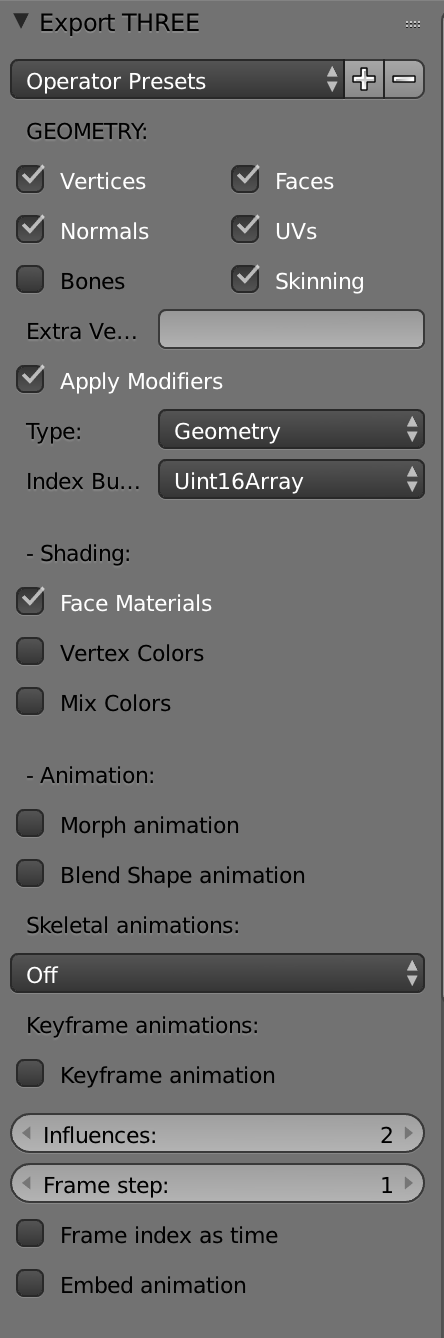 Export THREE
Operator Presets
GEOMETRY:
Vertices Faces
Normals UVs
Bones Skinning
Extra Ve...
Apply Modifiers
Type: Geometry
Index Bu... Uint16Array
- Shading:
Face Materials
Vertex Colors
Mix Colors
- Animation:
Morph animation
Blend Shape animation
Skeletal animations:
Off
Keyframe animations:
Keyframe animation
Influences: 2
Frame step: 1
Frame index as time
Embed animation